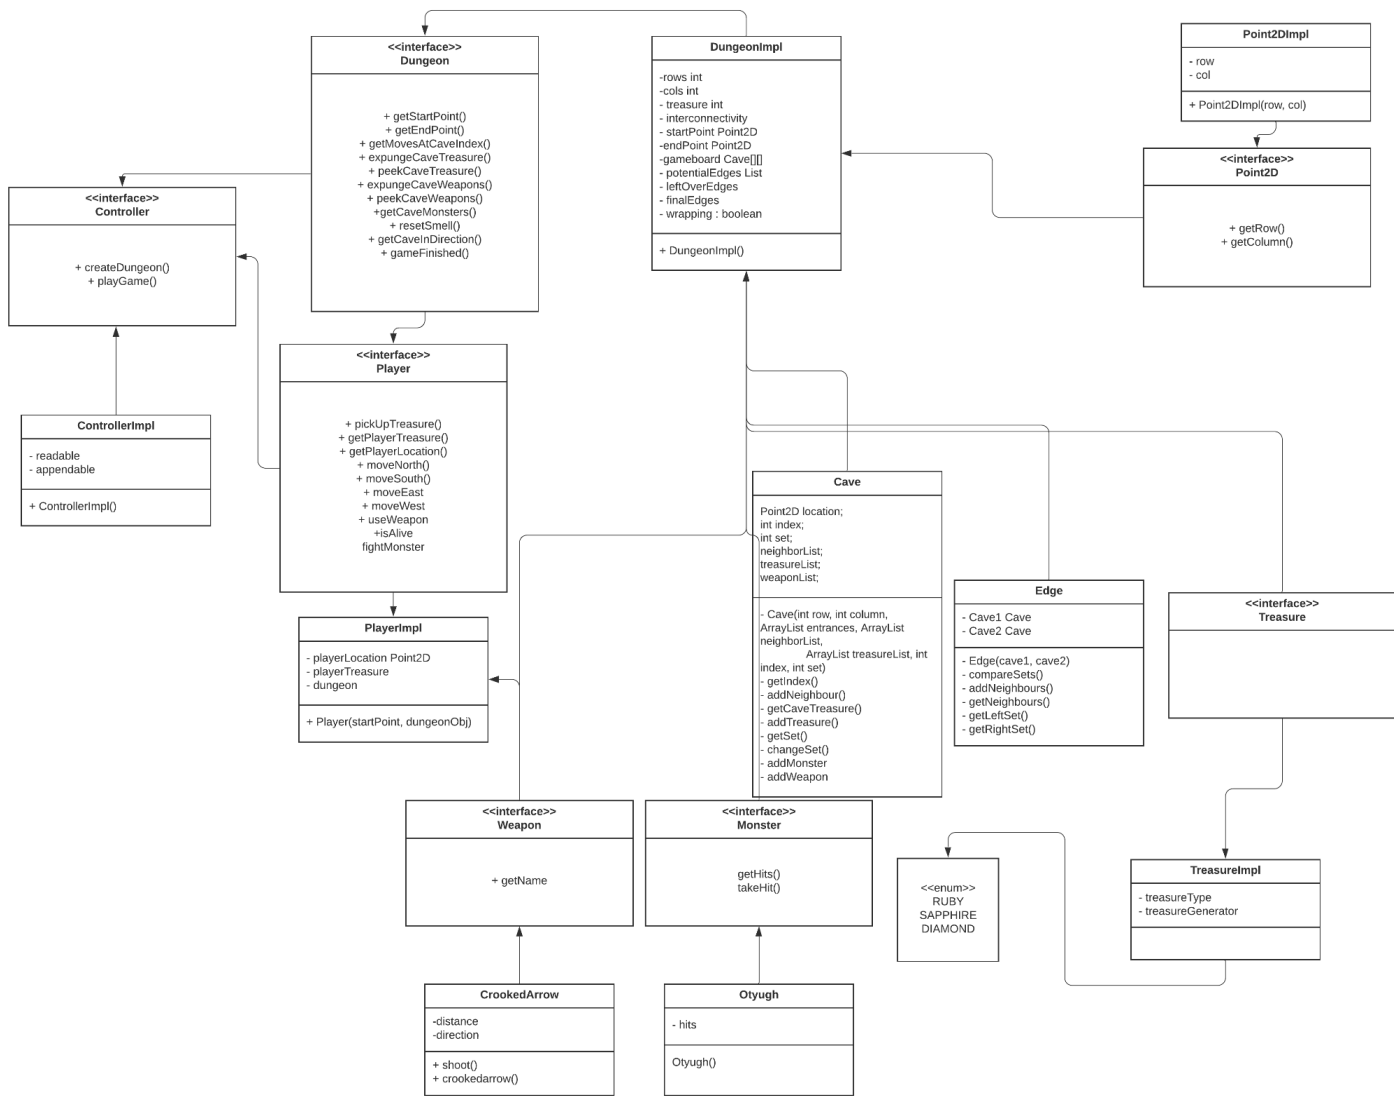 <<interface>>
Dungeon
+ getStartPoint()
+ getEndPoint()
+ getMovesAtCaveIndex()
+ expungeCaveTreasure()
+ peekCaveTreasure()
+ expungeCaveWeapons()
+ peekCaveWeapons()
+getCaveMonsters()
+ resetSmell()
+ getCaveInDirection()
+ gameFinished()
DungeonImpl
-rows int
-cols int
- treasure int
- interconnectivity
- startPoint Point2D
-endPoint Point2D
-gameboard Cave[][]
- potentialEdges List
- leftOverEdges
- finalEdges
- wrapping : boolean
+ DungeonImpl()
Point2DImpl
- row
- col
+ Point2DImpl(row, col)
<<interface>>
Point2D
+ getRow()
+ getColumn()
<<interface>>
Controller
+ createDungeon()
+ playGame()
<<interface>>
Player
+ pickUpTreasure()
+ getPlayerTreasure()
+ getPlayerLocation()
+ moveNorth()
+ moveSouth()
+ moveEast
+ moveWest
+ useWeapon
+isAlive
fightMonster
ControllerImpl
- readable
- appendable
+ ControllerImpl()
Cave
Point2D location;
int index;
int set;
neighborList;
treasureList;
weaponList;
- Cave(int row, int column,
ArrayList entrances, ArrayList
neighborList,
ArrayList treasureList, int
index, int set)
- getIndex()
- addNeighbour()
- getCaveTreasure()
- addTreasure()
- getSet()
- changeSet()
- addMonster
- addWeapon
Edge
- Cave1 Cave
- Cave2 Cave
- Edge(cave1, cave2)
- compareSets()
- addNeighbours()
- getNeighbours()
- getLeftSet()
- getRightSet()
<<interface>>
Treasure
PlayerImpl
- playerLocation Point2D
- playerTreasure
- dungeon
+ Player(startPoint, dungeonObj)
<<interface>>
Weapon
+ getName
<<interface>>
Monster
getHits()
takeHit()
<<enum>>
RUBY
SAPPHIRE
DIAMOND
TreasureImpl
- treasureType
- treasureGenerator
CrookedArrow
-distance
-direction
+ shoot()
+ crookedarrow()
Otyugh
- hits
Otyugh()